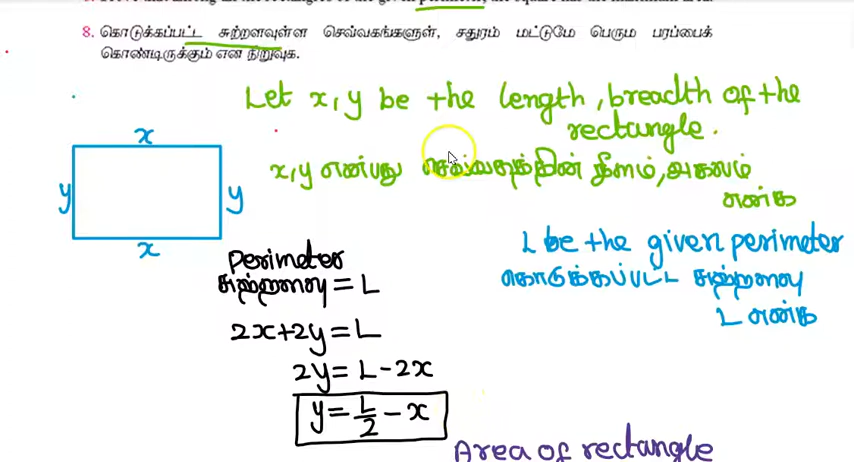 8. கொடுக்கப்பட்ட சுற்றளவுள்ள செவ்வகங்களுள், சதுரம் மட்டுமே பெரும பரப்பைக்
கொண்டிருக்கும் என நிறுவுக.
Let x, y be the length, breadth of the
rectangle.
x, y என்பது செவ்வகத்தின் நீளம், அகலம்
என்க
x
y
y
x
L be the given perimeter
கொடுக்கப்பட்ட சுற்றளவு
L என்க
Perimeter
சுற்றளவு = L
2x+2y = L
2y = L - 2x
y = L/2 - x
Area of rectangle